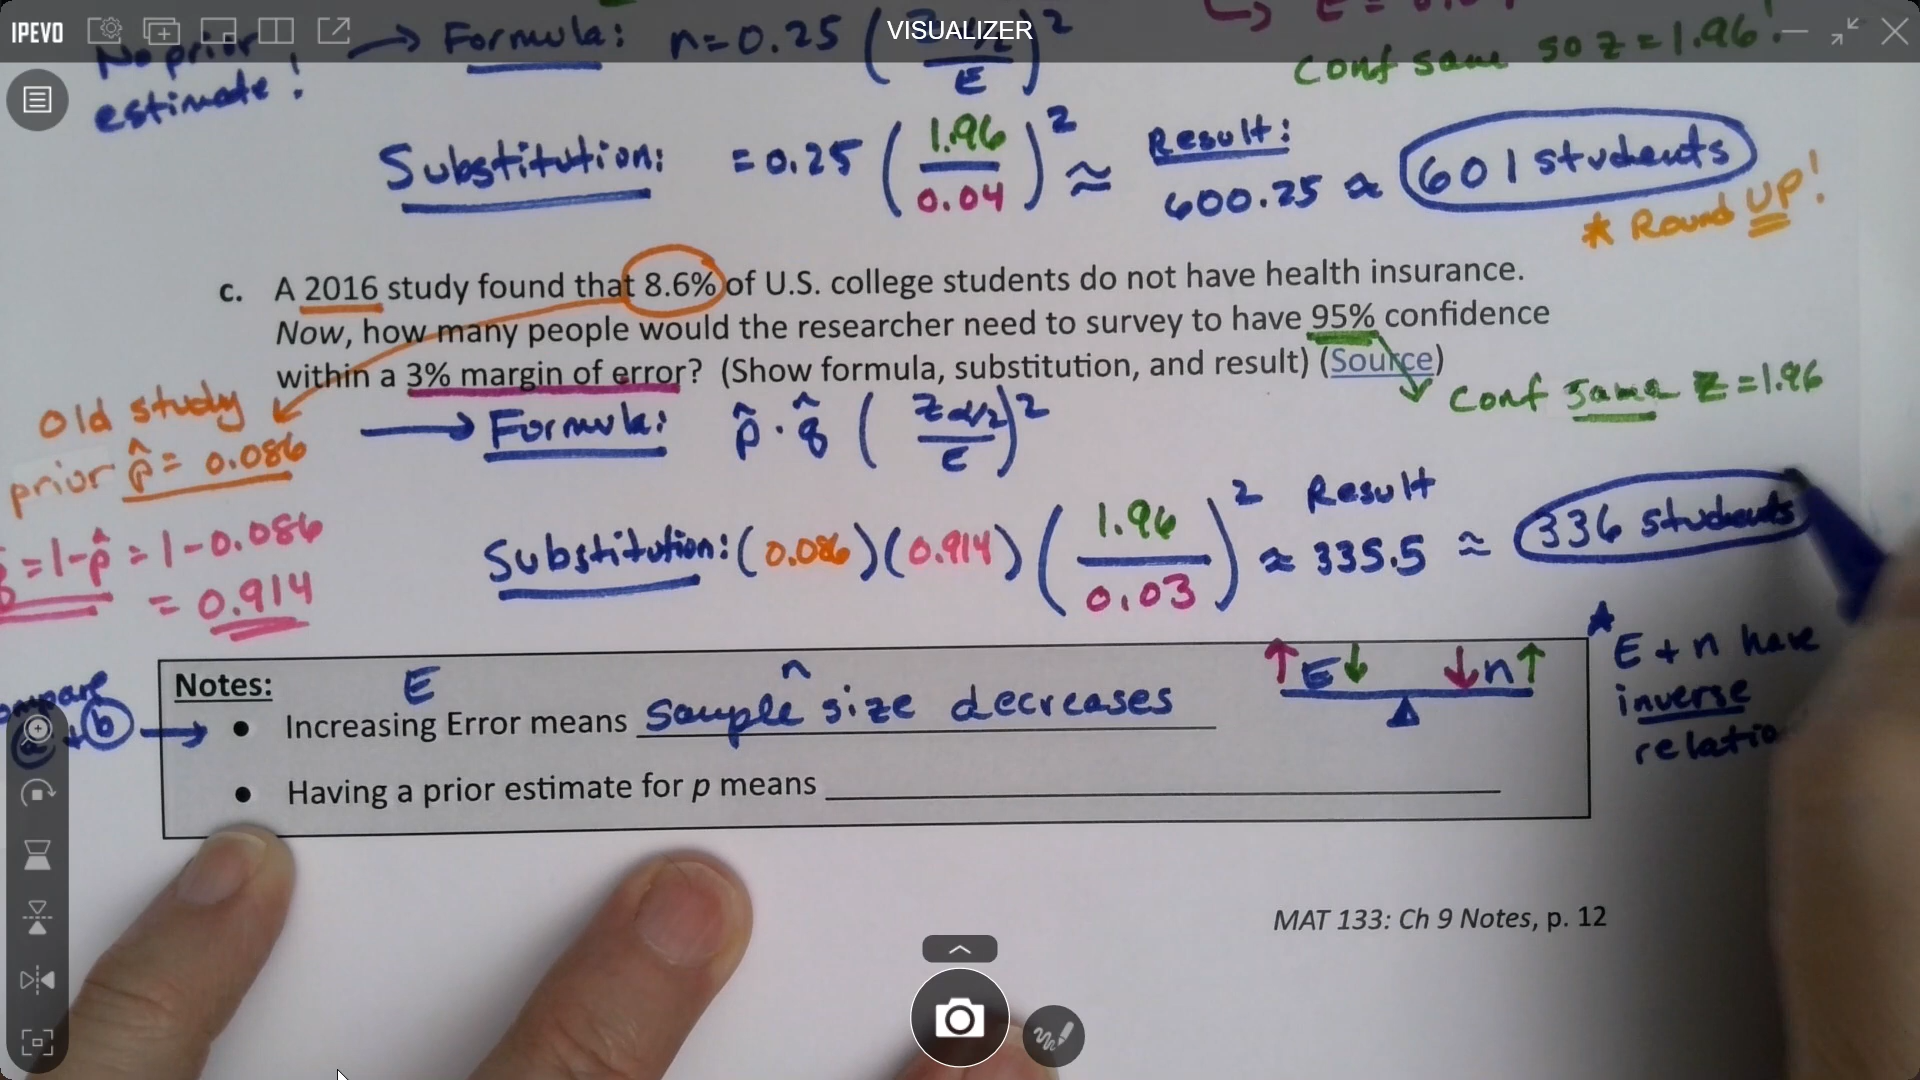 IPEVO
VISUALIZER
No prior estimate!
Formula: n=0.25 ( /2 / E )²
Conf same so z=1.96!
Substitution: = 0.25 ( 1.96 / 0.04 )² ≈
Result:
600.25 ≈ 601 students
* Round UP!
c. A 2016 study found that 8.6% of U.S. college students do not have health insurance.
Now, how many people would the researcher need to survey to have 95% confidence
within a 3% margin of error? (Show formula, substitution, and result) (Source)
Conf same z=1.96
old study
prior p̂ = 0.086
Formula: p̂ · q̂ ( Zα/2 / E )²
=1-p̂ = 1-0.086
= 0.914
Substitution: (0.086)(0.914) ( 1.96 / 0.03 )²
Result
≈ 335.5 ≈ 336 students
Notes:
E n
• Increasing Error means sample size decreases
↑E↓ ↓n↑
* E + n have
inverse
b →
• Having a prior estimate for p means
MAT 133: Ch 9 Notes, p. 12